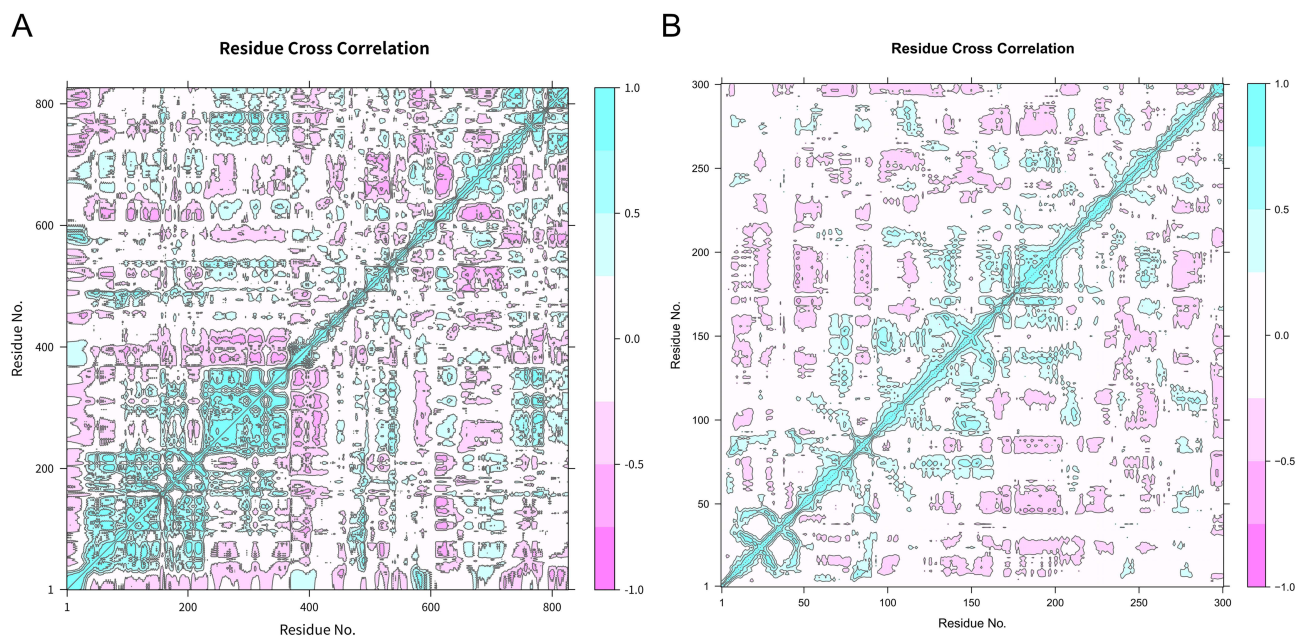 A
Residue Cross Correlation
Residue No.
800
600
400
200
1
1 200 400 600 800
Residue No.
1.0
0.5
0.0
-0.5
-1.0
B
Residue Cross Correlation
Residue No.
300
250
200
150
100
50
1
1 50 100 150 200 250 300
Residue No.
1.0
0.5
0.0
-0.5
-1.0